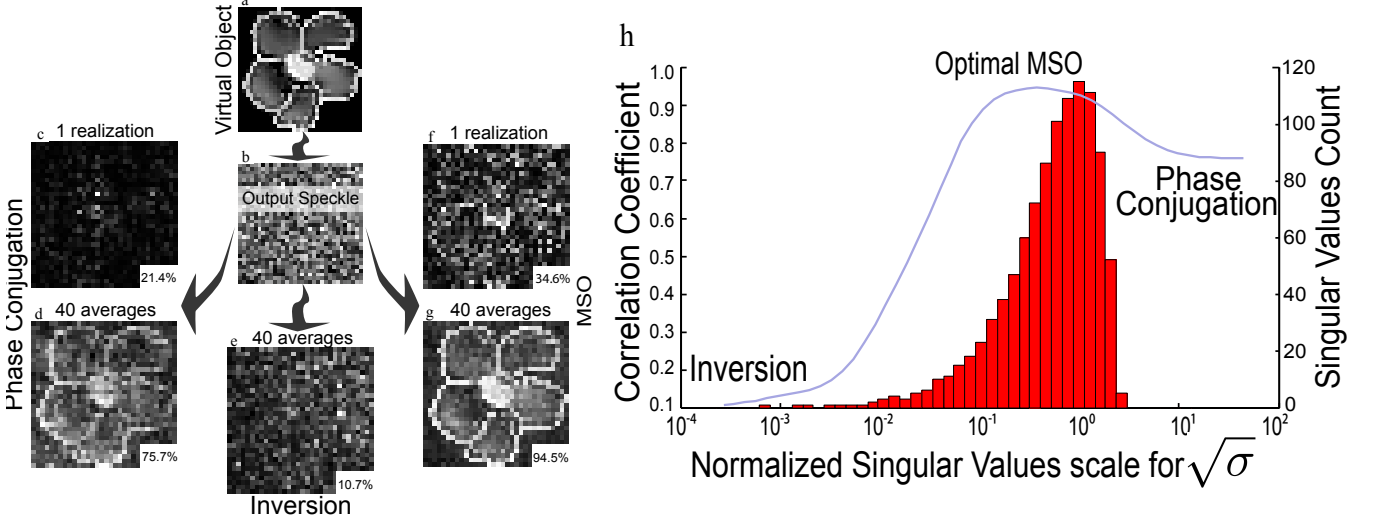 a
Virtual Object
b
Output Speckle
c 1 realization
21.4%
d 40 averages
75.7%
Phase Conjugation
e 40 averages
10.7%
Inversion
f 1 realization
34.6%
g 40 averages
94.5%
MSO
h
Optimal MSO
Phase
Conjugation
Inversion
Correlation Coefficient
1.0
0.9
0.8
0.7
0.6
0.5
0.4
0.3
0.2
0.1
Singular Values Count
120
100
80
60
40
20
0
10⁻⁴ 10⁻³ 10⁻² 10⁻¹ 10⁰ 10¹ 10²
Normalized Singular Values scale for √σ